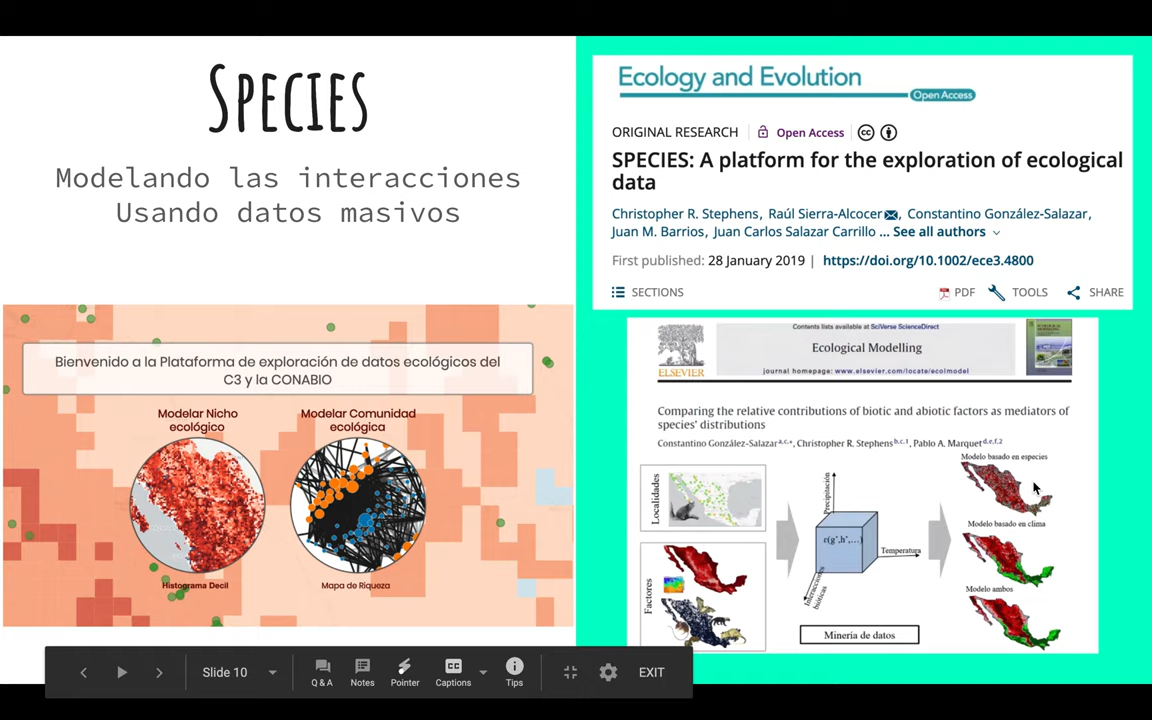 SPECIES
Modelando las interacciones
Usando datos masivos
Bienvenido a la Plataforma de exploración de datos ecológicos del
C3 y la CONABIO
Modelar Nicho
ecológico
Modelar Comunidad
ecológica
Histograma Decil
Mapa de Riqueza
Ecology and Evolution
Open Access
ORIGINAL RESEARCH
Open Access
SPECIES: A platform for the exploration of ecological
data
Christopher R. Stephens, Raúl Sierra-Alcocer, Constantino González-Salazar,
Juan M. Barrios, Juan Carlos Salazar Carrillo ... See all authors
First published: 28 January 2019 | https://doi.org/10.1002/ece3.4800
SECTIONS
PDF
TOOLS
SHARE
Contents lists available at SciVerse ScienceDirect
Ecological Modelling
journal homepage: www.elsevier.com/locate/ecolmodel
ELSEVIER
Comparing the relative contributions of biotic and abiotic factors as mediators of
species' distributions
Constantino González-Salazar a,c,*, Christopher R. Stephens b,c,1, Pablo A. Marquet d,e,f,2
Localidades
Factores
Precipitación
ε(g',h',...)
Temperatura
Interacciones
bióticas
Minería de datos
Modelo basado en especies
Modelo basado en clima
Modelo ambos
Slide 10
Q & A
Notes
Pointer
CC
Captions
Tips
EXIT